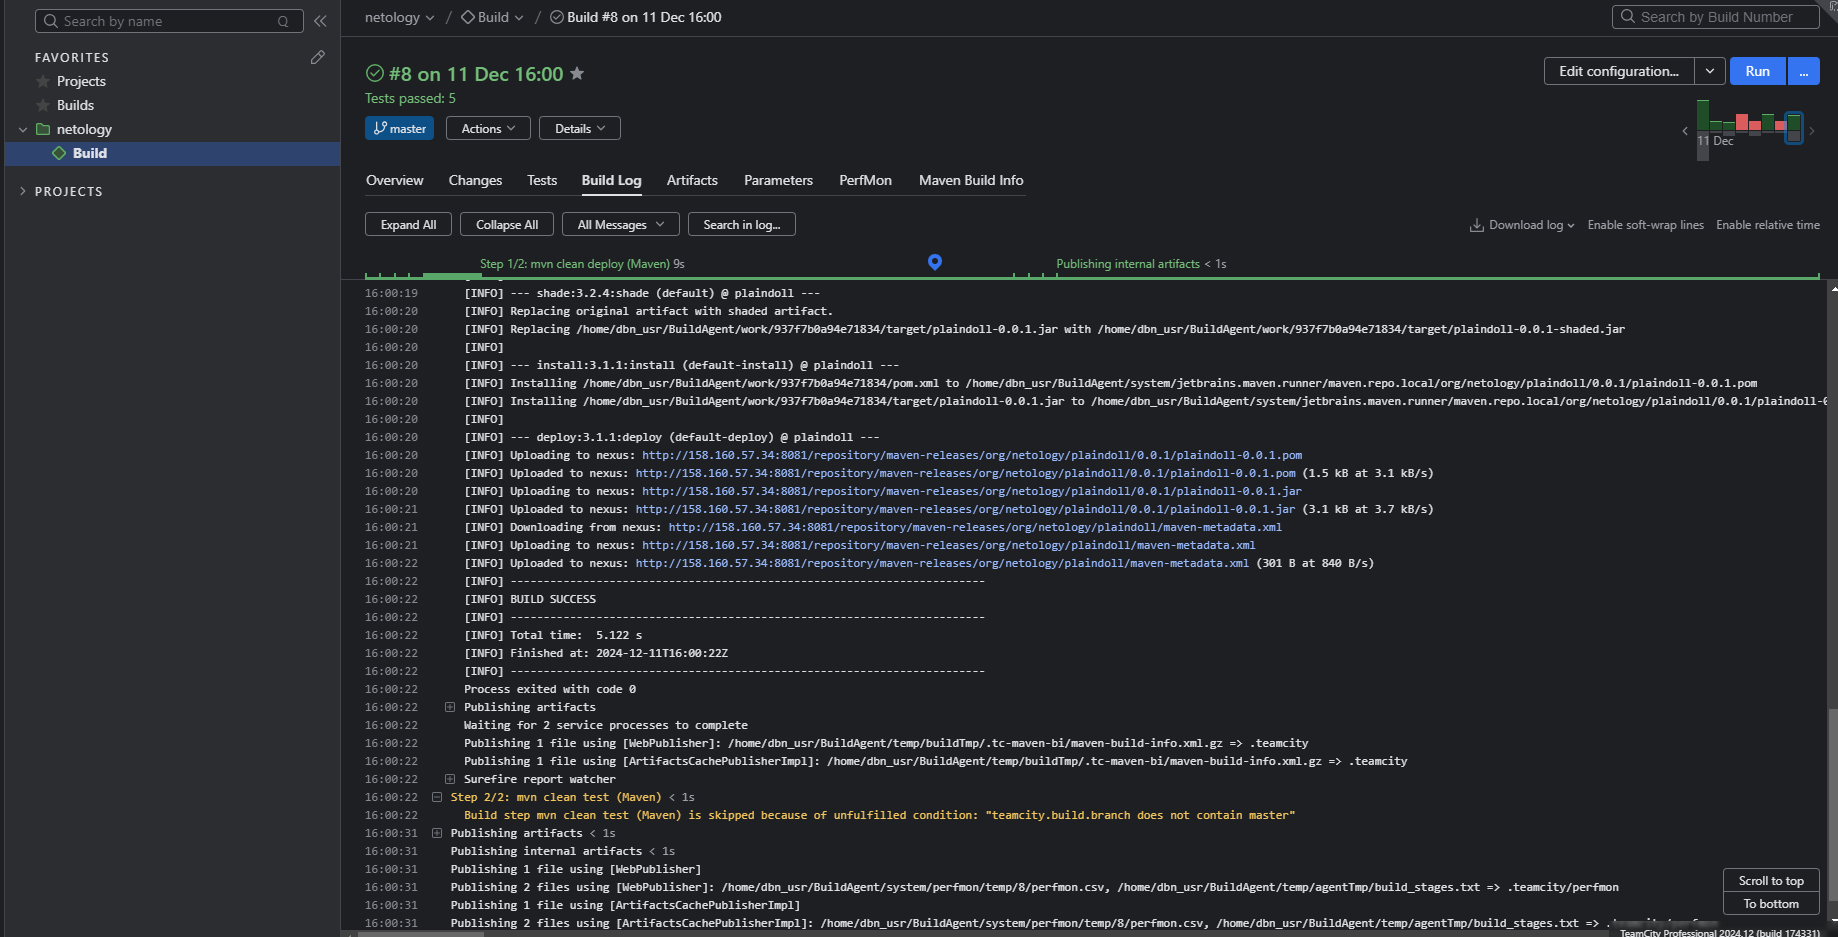 Search by name
Q
netology / Build / Build #8 on 11 Dec 16:00
Search by Build Number
FAVORITES
Projects
Builds
netology
Build
PROJECTS
#8 on 11 Dec 16:00
Tests passed: 5
Edit configuration...
Run
...
master
Actions
Details
11 Dec
Overview Changes Tests Build Log Artifacts Parameters PerfMon Maven Build Info
Expand All Collapse All All Messages Search in log...
Download log Enable soft-wrap lines Enable relative time
Step 1/2: mvn clean deploy (Maven) 9s
Publishing internal artifacts < 1s
16:00:19 [INFO] --- shade:3.2.4:shade (default) @ plaindoll ---
16:00:20 [INFO] Replacing original artifact with shaded artifact.
16:00:20 [INFO] Replacing /home/dbn_usr/BuildAgent/work/937f7b0a94e71834/target/plaindoll-0.0.1.jar with /home/dbn_usr/BuildAgent/work/937f7b0a94e71834/target/plaindoll-0.0.1-shaded.jar
16:00:20 [INFO]
16:00:20 [INFO] --- install:3.1.1:install (default-install) @ plaindoll ---
16:00:20 [INFO] Installing /home/dbn_usr/BuildAgent/work/937f7b0a94e71834/pom.xml to /home/dbn_usr/BuildAgent/system/jetbrains.maven.runner/maven.repo.local/org/netology/plaindoll/0.0.1/plaindoll-0.0.1.pom
16:00:20 [INFO] Installing /home/dbn_usr/BuildAgent/work/937f7b0a94e71834/target/plaindoll-0.0.1.jar to /home/dbn_usr/BuildAgent/system/jetbrains.maven.runner/maven.repo.local/org/netology/plaindoll/0.0.1/plaindoll-0
16:00:20 [INFO]
16:00:20 [INFO] --- deploy:3.1.1:deploy (default-deploy) @ plaindoll ---
16:00:20 [INFO] Uploading to nexus: http://158.160.57.34:8081/repository/maven-releases/org/netology/plaindoll/0.0.1/plaindoll-0.0.1.pom
16:00:20 [INFO] Uploaded to nexus: http://158.160.57.34:8081/repository/maven-releases/org/netology/plaindoll/0.0.1/plaindoll-0.0.1.pom (1.5 kB at 3.1 kB/s)
16:00:20 [INFO] Uploading to nexus: http://158.160.57.34:8081/repository/maven-releases/org/netology/plaindoll/0.0.1/plaindoll-0.0.1.jar
16:00:21 [INFO] Uploaded to nexus: http://158.160.57.34:8081/repository/maven-releases/org/netology/plaindoll/0.0.1/plaindoll-0.0.1.jar (3.1 kB at 3.7 kB/s)
16:00:21 [INFO] Downloading from nexus: http://158.160.57.34:8081/repository/maven-releases/org/netology/plaindoll/maven-metadata.xml
16:00:21 [INFO] Uploading to nexus: http://158.160.57.34:8081/repository/maven-releases/org/netology/plaindoll/maven-metadata.xml
16:00:22 [INFO] Uploaded to nexus: http://158.160.57.34:8081/repository/maven-releases/org/netology/plaindoll/maven-metadata.xml (301 B at 840 B/s)
16:00:22 [INFO] ------------------------------------------------------------------------
16:00:22 [INFO] BUILD SUCCESS
16:00:22 [INFO] ------------------------------------------------------------------------
16:00:22 [INFO] Total time:  5.122 s
16:00:22 [INFO] Finished at: 2024-12-11T16:00:22Z
16:00:22 [INFO] ------------------------------------------------------------------------
16:00:22 Process exited with code 0
16:00:22 Publishing artifacts
16:00:22 Waiting for 2 service processes to complete
16:00:22 Publishing 1 file using [WebPublisher]: /home/dbn_usr/BuildAgent/temp/buildTmp/.tc-maven-bi/maven-build-info.xml.gz => .teamcity
16:00:22 Publishing 1 file using [ArtifactsCachePublisherImpl]: /home/dbn_usr/BuildAgent/temp/buildTmp/.tc-maven-bi/maven-build-info.xml.gz => .teamcity
16:00:22 Surefire report watcher
16:00:22 Step 2/2: mvn clean test (Maven) < 1s
16:00:22 Build step mvn clean test (Maven) is skipped because of unfulfilled condition: "teamcity.build.branch does not contain master"
16:00:31 Publishing artifacts < 1s
16:00:31 Publishing internal artifacts < 1s
16:00:31 Publishing 1 file using [WebPublisher]
16:00:31 Publishing 2 files using [WebPublisher]: /home/dbn_usr/BuildAgent/system/perfmon/temp/8/perfmon.csv, /home/dbn_usr/BuildAgent/temp/agentTmp/build_stages.txt => .teamcity/perfmon
16:00:31 Publishing 1 file using [ArtifactsCachePublisherImpl]
16:00:31 Publishing 2 files using [ArtifactsCachePublisherImpl]: /home/dbn_usr/BuildAgent/system/perfmon/temp/8/perfmon.csv, /home/dbn_usr/BuildAgent/temp/agentTmp/build_stages.txt =>
Scroll to top
To bottom
TeamCity Professional 2024.12 (build 174331)